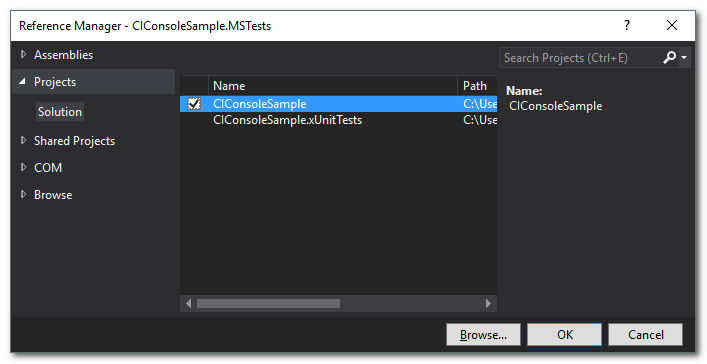 Reference Manager - CIConsoleSample.MSTests
?
Assemblies
Projects
Solution
Shared Projects
COM
Browse
Name Path
CIConsoleSample C:\Use
CIConsoleSample.xUnitTests C:\Use
Search Projects (Ctrl+E)
Name:
CIConsoleSample
Browse... OK Cancel